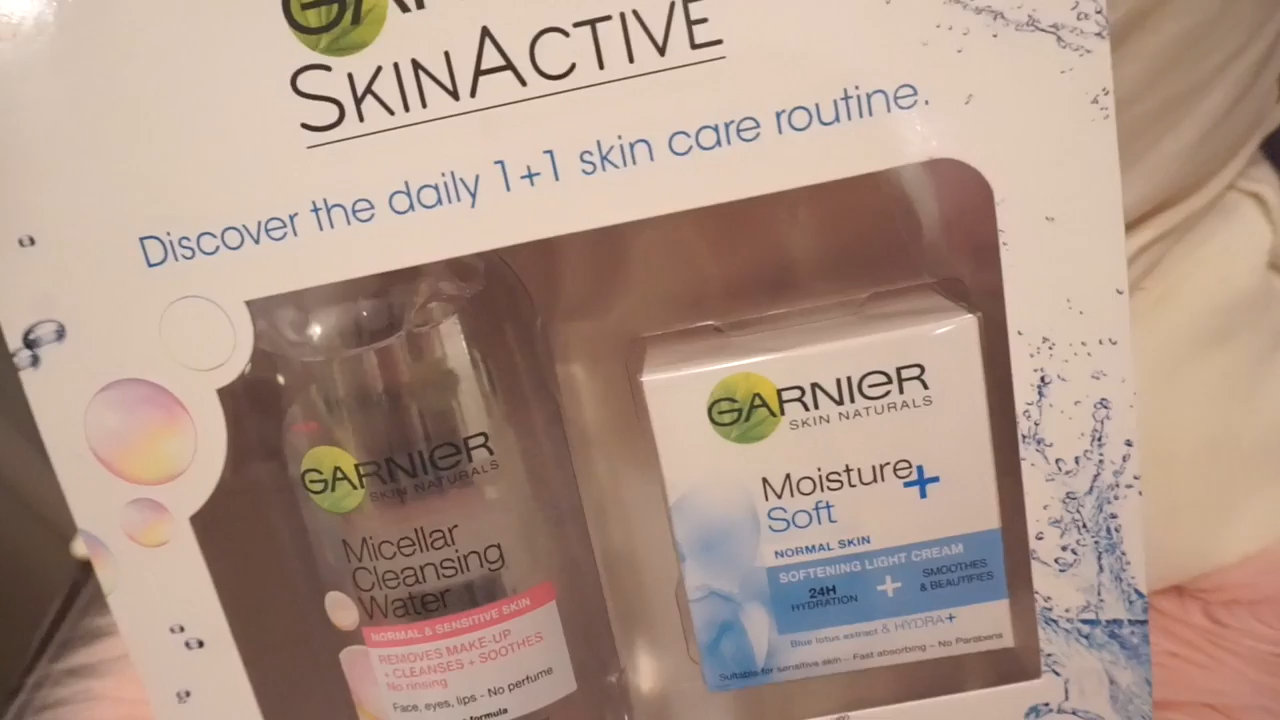 GAR
SKINACTIVE
Discover the daily 1+1 skin care routine.
GARNIER
SKIN NATURALS
Micellar
Cleansing
Water
NORMAL & SENSITIVE SKIN
REMOVES MAKE-UP
+ CLEANSES + SOOTHES
No rinsing
Face, eyes, lips - No perfume
formula
GARNIER
SKIN NATURALS
Moisture+
Soft
NORMAL SKIN
SOFTENING LIGHT CREAM
24H HYDRATION + SMOOTHES & BEAUTIFIES
Blue lotus extract & HYDRA+
Suitable for sensitive skin – Fast absorbing – No Parabens